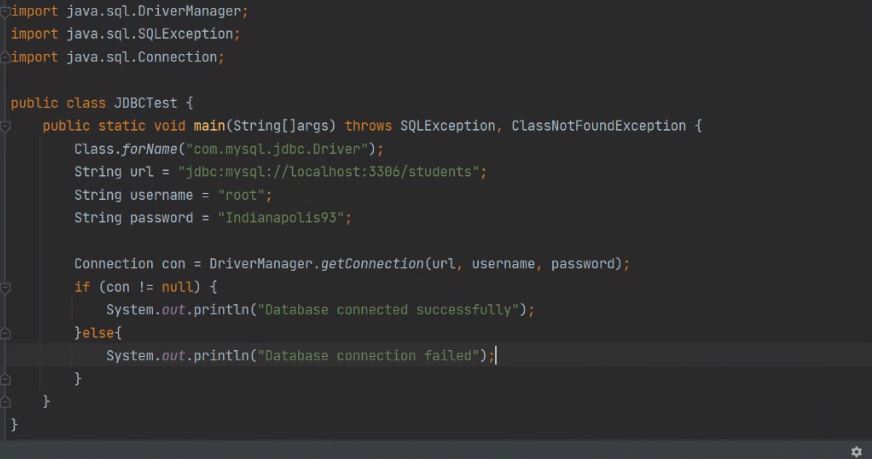 import java.sql.DriverManager;
import java.sql.SQLException;
import java.sql.Connection;

public class JDBCTest {
    public static void main(String[]args) throws SQLException, ClassNotFoundException {
        Class.forName("com.mysql.jdbc.Driver");
        String url = "jdbc:mysql://localhost:3306/students";
        String username = "root";
        String password = "Indianapolis93";

        Connection con = DriverManager.getConnection(url, username, password);
        if (con != null) {
            System.out.println("Database connected successfully");
        }else{
            System.out.println("Database connection failed");
        }
    }
}